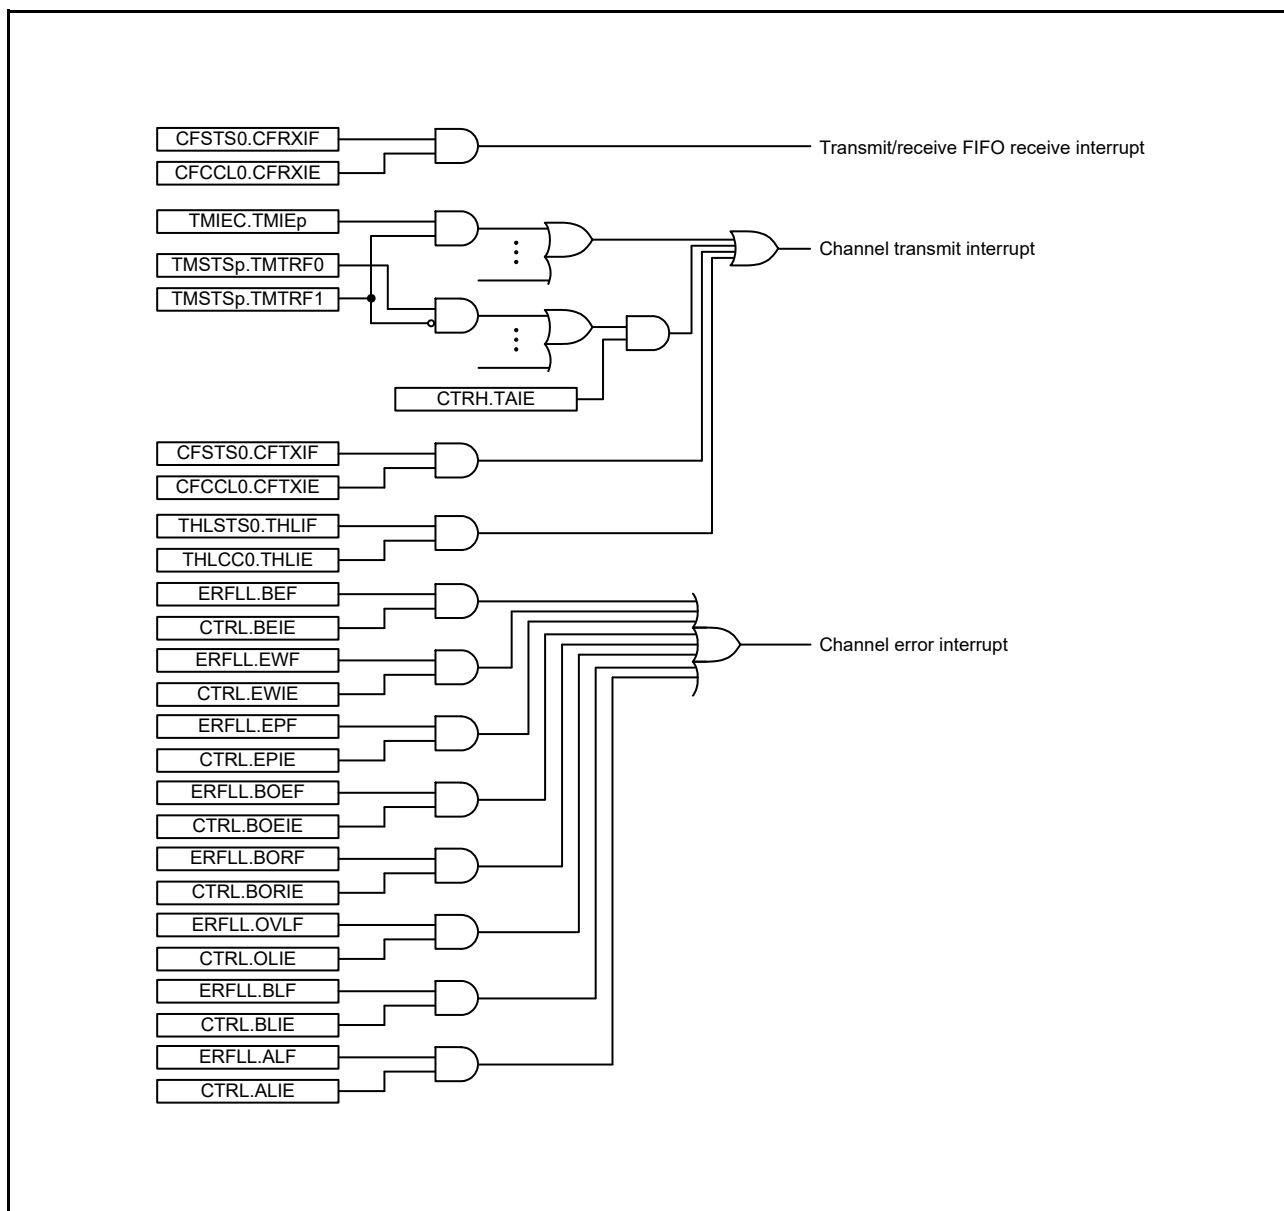 CFSTS0.CFRXIF
CFCCL0.CFRXIE
Transmit/receive FIFO receive interrupt
TMIEC.TMIEp
TMSTSp.TMTRF0
TMSTSp.TMTRF1
Channel transmit interrupt
CTRH.TAIE
CFSTS0.CFTXIF
CFCCL0.CFTXIE
THLSTS0.THLIF
THLCC0.THLIE
ERFLL.BEF
CTRL.BEIE
ERFLL.EWF
Channel error interrupt
CTRL.EWIE
ERFLL.EPF
CTRL.EPIE
ERFLL.BOEF
CTRL.BOEIE
ERFLL.BORF
CTRL.BORIE
ERFLL.OVLF
CTRL.OLIE
ERFLL.BLF
CTRL.BLIE
ERFLL.ALF
CTRL.ALIE